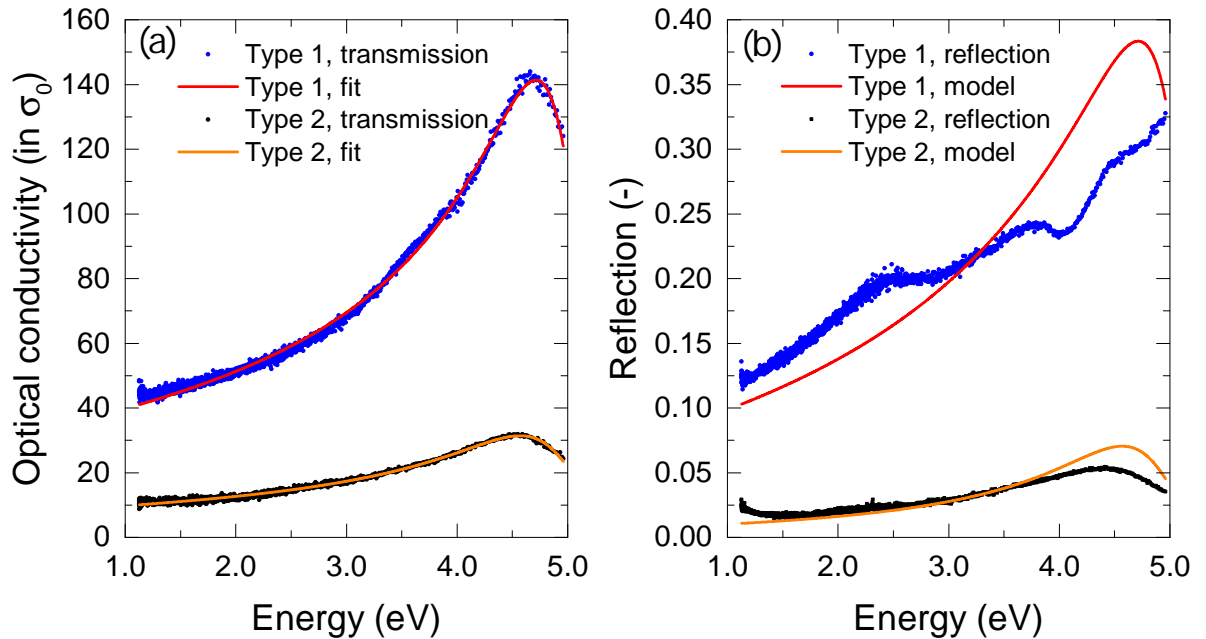 (a)
Type 1, transmission
Type 1, fit
Type 2, transmission
Type 2, fit
Optical conductivity (in σ₀)
160
140
120
100
80
60
40
20
0
1.0 2.0 3.0 4.0 5.0
Energy (eV)
(b)
Type 1, reflection
Type 1, model
Type 2, reflection
Type 2, model
Reflection (-)
0.40
0.35
0.30
0.25
0.20
0.15
0.10
0.05
0.00
1.0 2.0 3.0 4.0 5.0
Energy (eV)